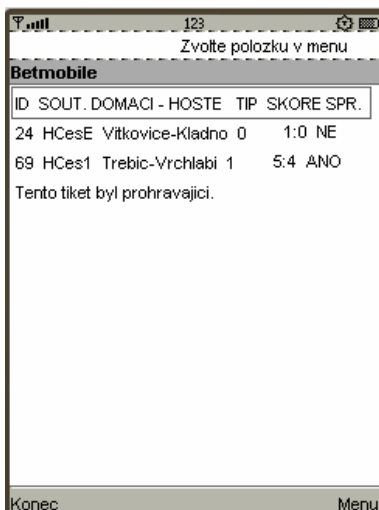 123
Zvolte polozku v menu
Betmobile
ID SOUT. DOMACI - HOSTE TIP SKORE SPR.
24 HCesE Vitkovice-Kladno 0 1:0 NE
69 HCes1 Trebic-Vrchlabi 1 5:4 ANO
Tento tiket byl prohravajici.
Konec Menu